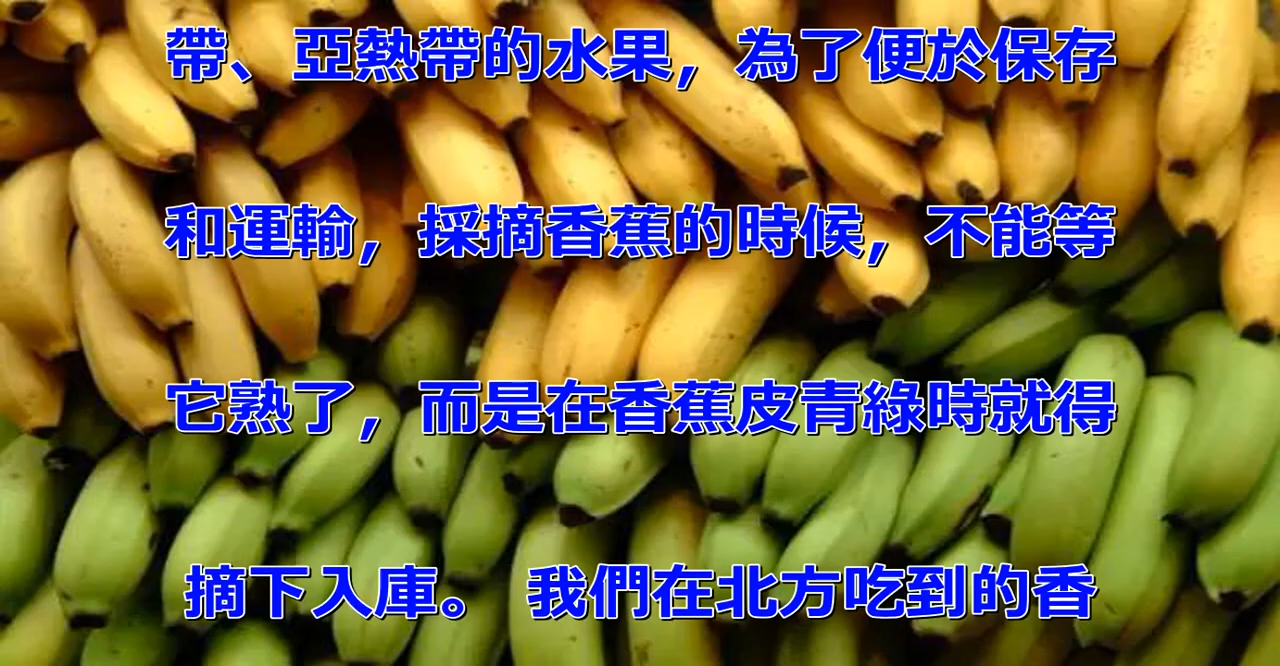 帶、亞熱帶的水果，為了便於保存
和運輸，採摘香蕉的時候，不能等
它熟了，而是在香蕉皮青綠時就得
摘下入庫。 我們在北方吃到的香